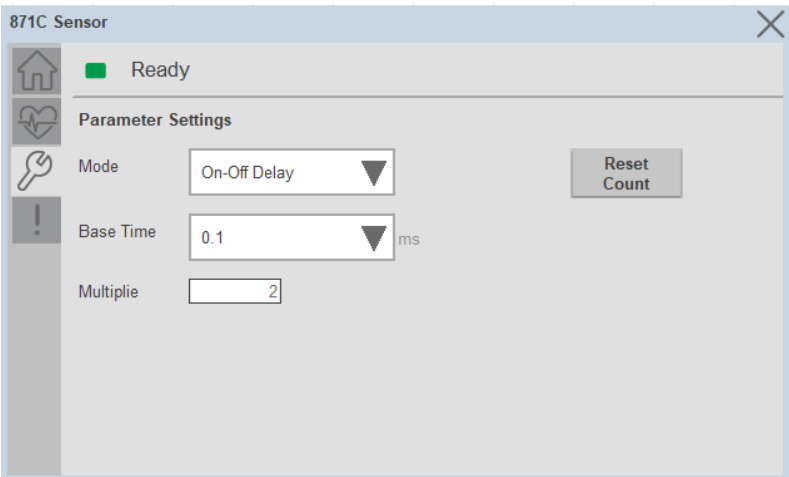 871C Sensor
Ready
Parameter Settings
Mode
On-Off Delay
Reset
Count
Base Time
0.1
ms
Multiplie
2